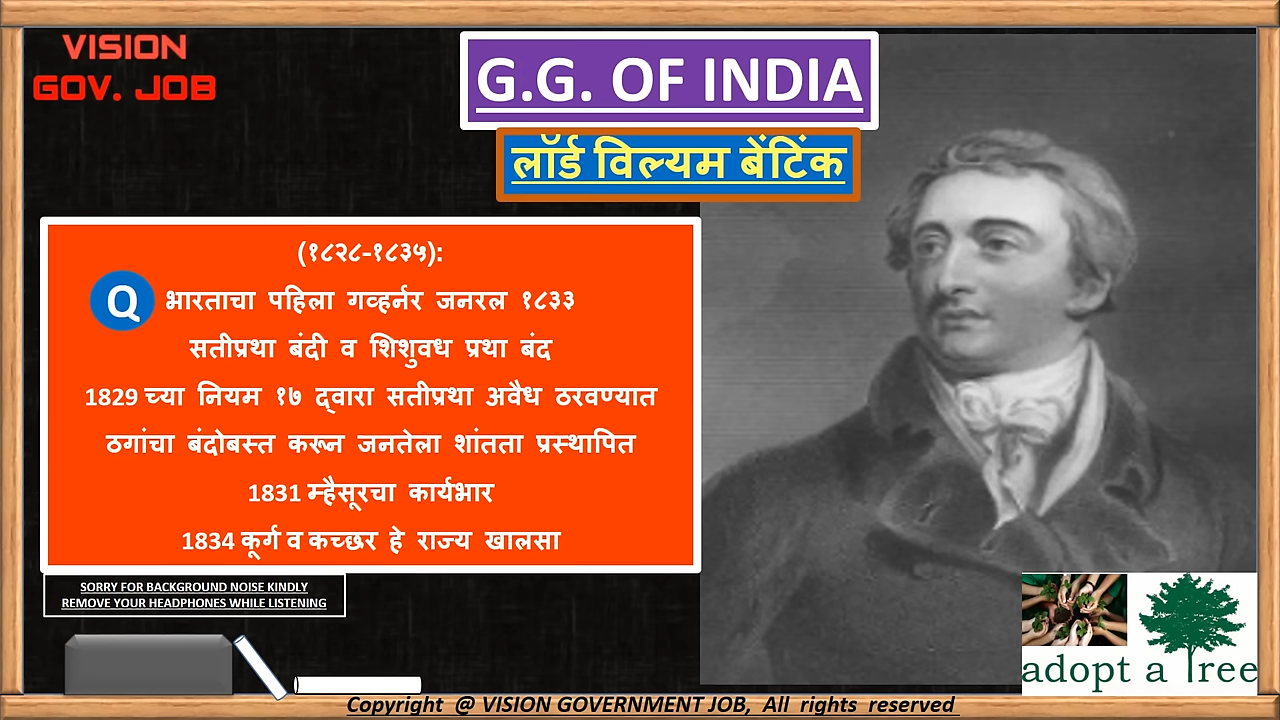 VISION
GOV. JOB
G.G. OF INDIA
लॉर्ड विल्यम बेंटिंक
(१८२८-१८३५):
Q
भारताचा पहिला गव्हर्नर जनरल १८३३
सतीप्रथा बंदी व शिशुवध प्रथा बंद
1829 च्या नियम १७ द्वारा सतीप्रथा अवैध ठरवण्यात
ठगांचा बंदोबस्त करून जनतेला शांतता प्रस्थापित
1831 म्हैसूरचा कार्यभार
1834 कूर्ग व कच्छर हे राज्य खालसा
SORRY FOR BACKGROUND NOISE KINDLY
REMOVE YOUR HEADPHONES WHILE LISTENING
adopt a Tree
Copyright @ VISION GOVERNMENT JOB, All rights reserved